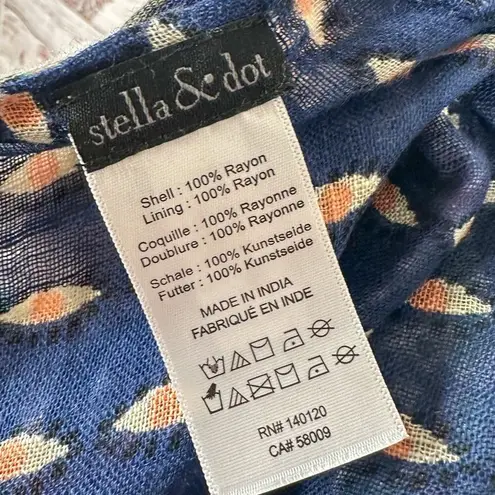 stella & dot
Shell : 100% Rayon
Lining : 100% Rayon
Coquille : 100% Rayonne
Doublure : 100% Rayonne
Schale : 100% Kunstseide
Futter : 100% Kunstseide
MADE IN INDIA
FABRIQUÉ EN INDE
RN# 140120
CA# 58009